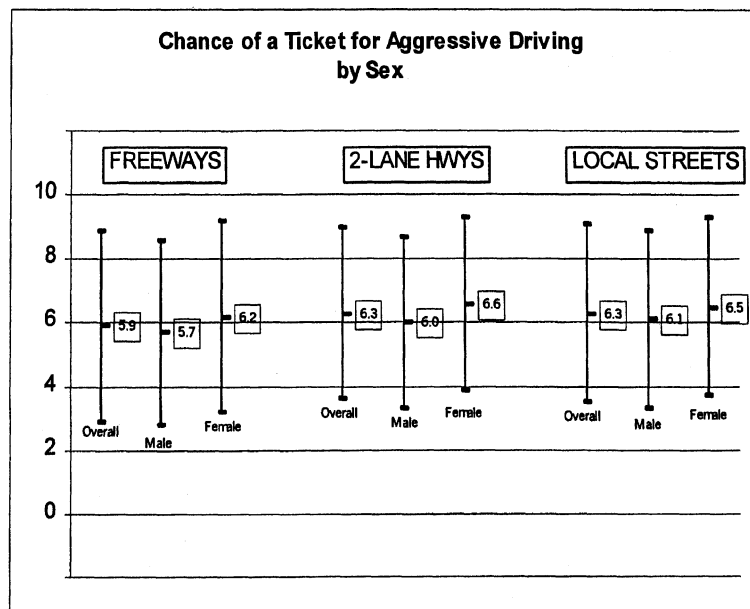 Chance of a Ticket for Aggressive Driving
by Sex
FREEWAYS 2-LANE HWYS LOCAL STREETS
10
8
6
4
2
0
5.9 5.7 6.2 6.3 6.0 6.6 6.3 6.1 6.5
Overall Male Female Overall Male Female Overall Male Female